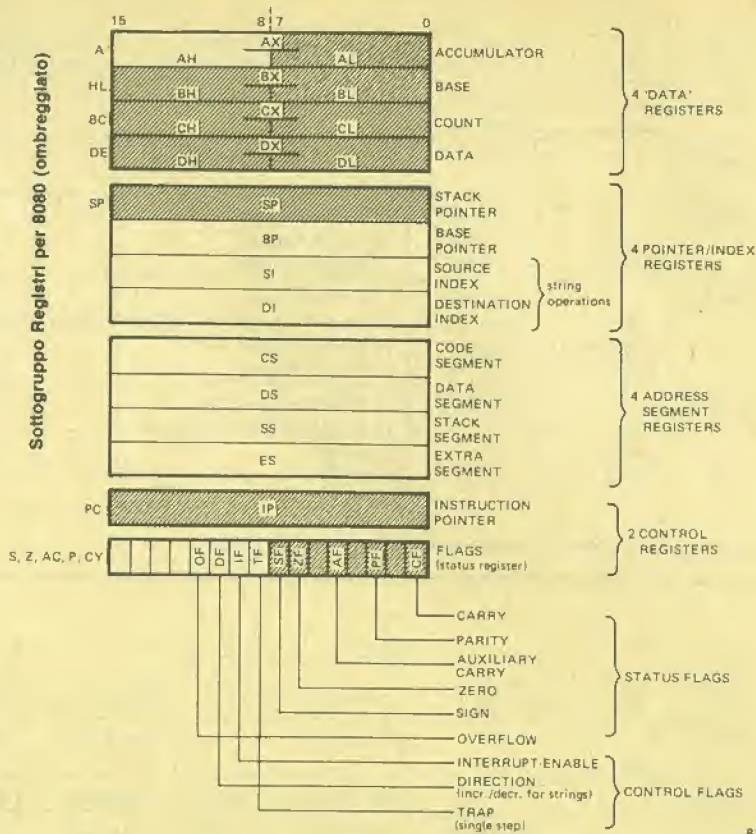 Sottogruppo Registri per 8080 (ombreggiato)
15 8 7 0
A AX ACCUMULATOR
AH AL
HL BX BASE
BH BL
BC CX COUNT
CH CL
DE DX DATA
DH DL
4 'DATA'
REGISTERS
SP SP STACK
POINTER
BP BASE
POINTER
SI SOURCE
INDEX
DI DESTINATION
INDEX
string
operations
4 POINTER/INDEX
REGISTERS
CS CODE
SEGMENT
DS DATA
SEGMENT
SS STACK
SEGMENT
ES EXTRA
SEGMENT
4 ADDRESS
SEGMENT
REGISTERS
PC IP INSTRUCTION
POINTER
S, Z, AC, P, CY OF DF IF TF SF ZF AF PF CF FLAGS
(status register)
2 CONTROL
REGISTERS
CARRY
PARITY
AUXILIARY
CARRY
ZERO
SIGN
OVERFLOW
STATUS FLAGS
INTERRUPT-ENABLE
DIRECTION
(incr./decr. for strings)
TRAP
(single step)
CONTROL FLAGS